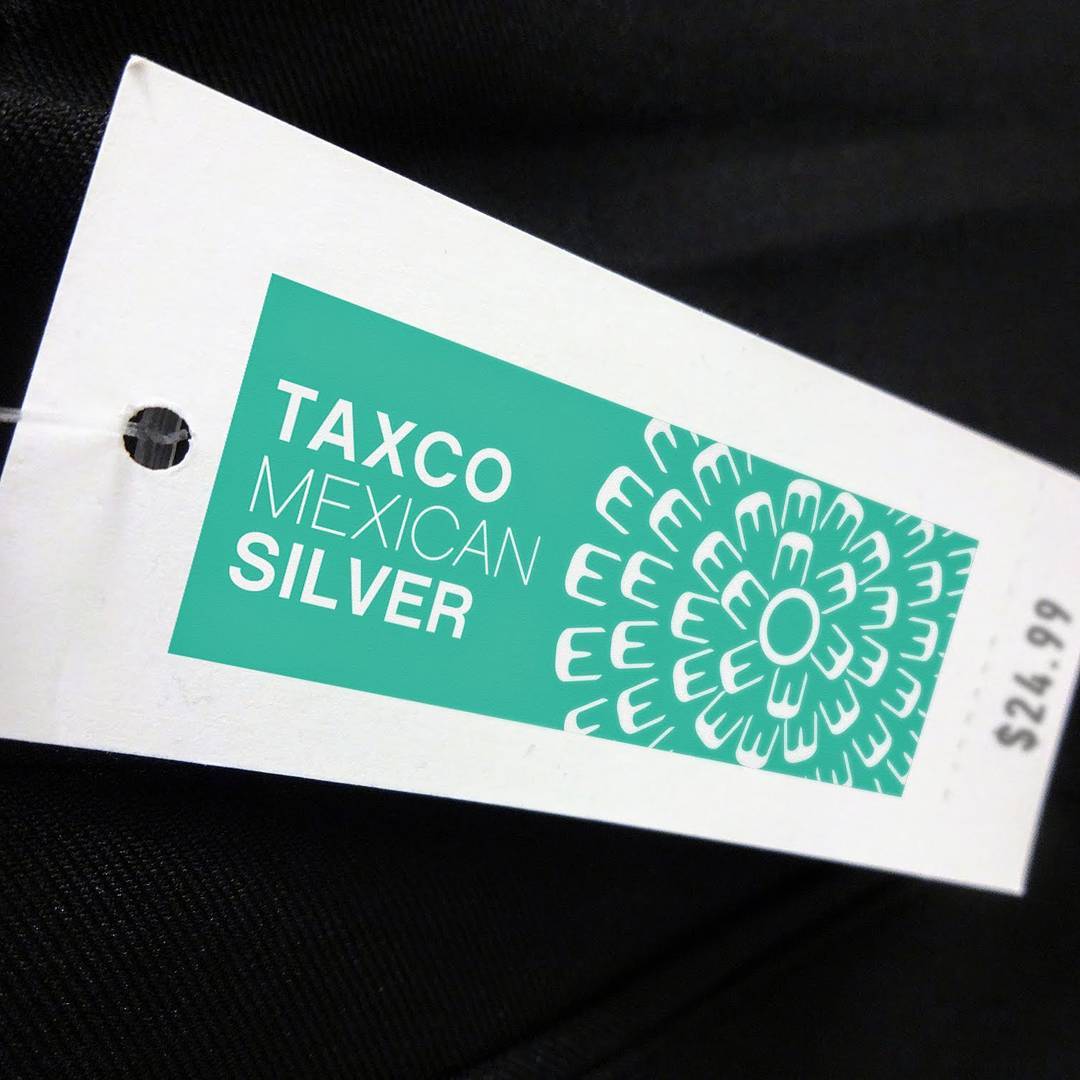 TAXCO
MEXICAN
SILVER
$24.99